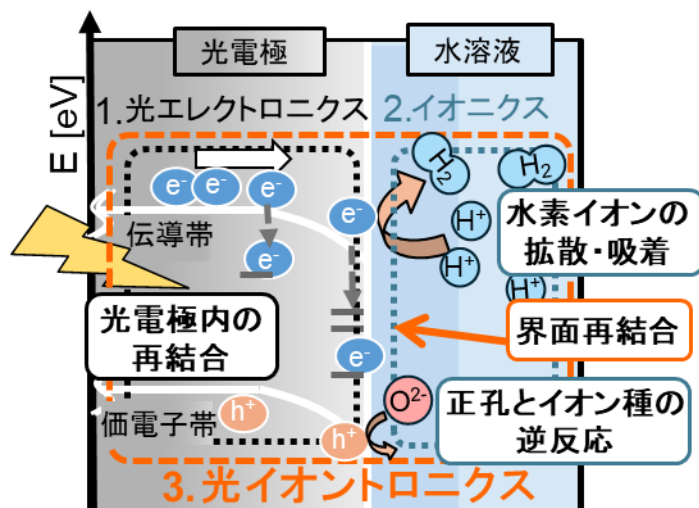 光電極
水溶液
E [eV]
1.光エレクトロニクス
2.イオニクス
H2
H2
e-
e-
e-
e-
伝導帯
e-
H+
H+
H+
水素イオンの
拡散・吸着
光電極内の
再結合
界面再結合
e-
価電子帯
h+
h+
O2-
正孔とイオン種の
逆反応
3.光イオントロニクス